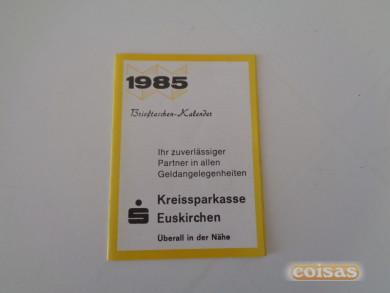 1985
Brieftaschen-Kalender
Ihr zuverlässiger
Partner in allen
Geldangelegenheiten
Kreissparkasse
Euskirchen
Überall in der Nähe
coisas